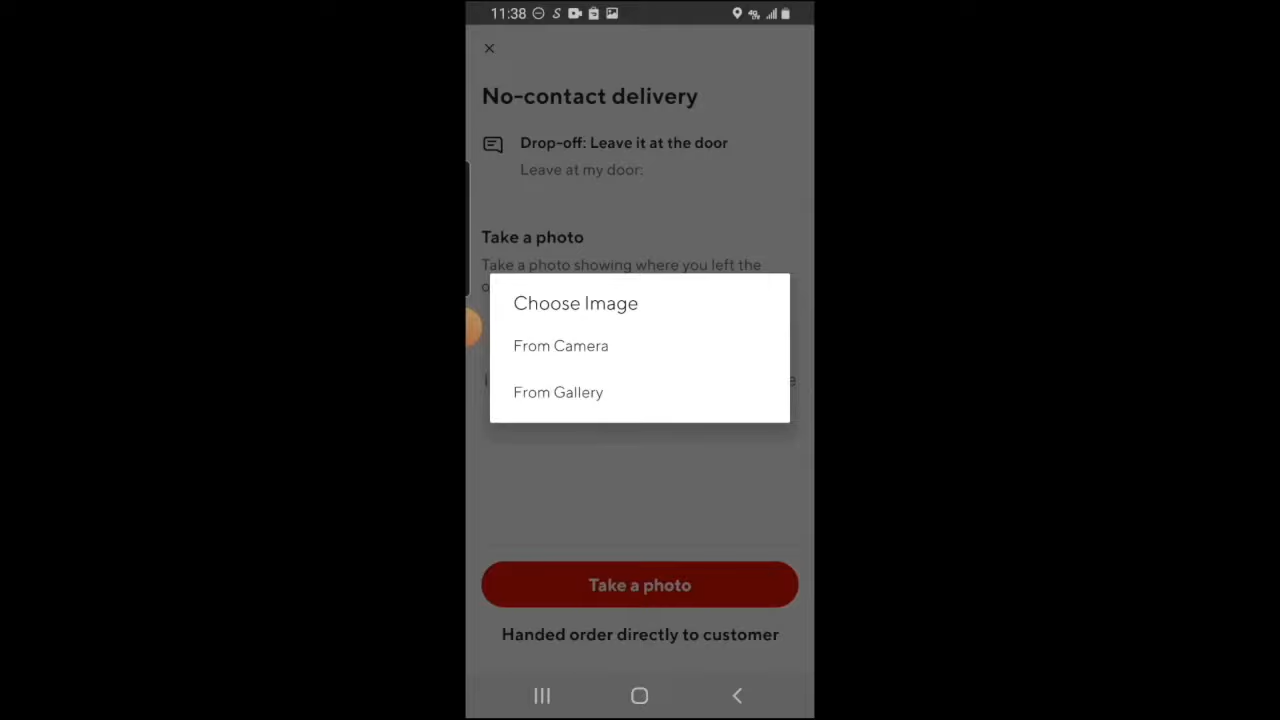 11:38
No-contact delivery
Drop-off: Leave it at the door
Leave at my door:
Take a photo
Take a photo showing where you left the
Choose Image
From Camera
From Gallery
Take a photo
Handed order directly to customer